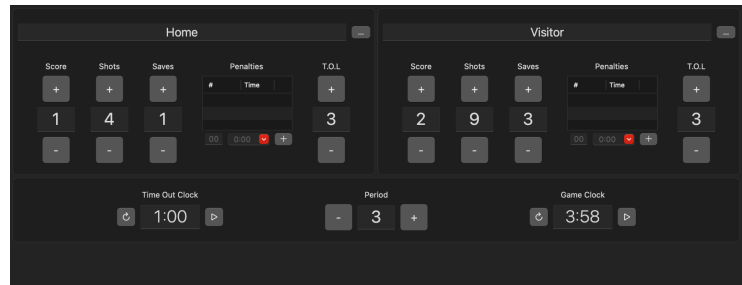 Home ...
Score Shots Saves Penalties T.O.L
+ + + # Time +
1 4 1 3
00 0:00 +
- - - -
Visitor ...
Score Shots Saves Penalties T.O.L
+ + + # Time +
2 9 3 3
00 0:00 +
- - - -
Time Out Clock Period Game Clock
1:00 - 3 + 3:58